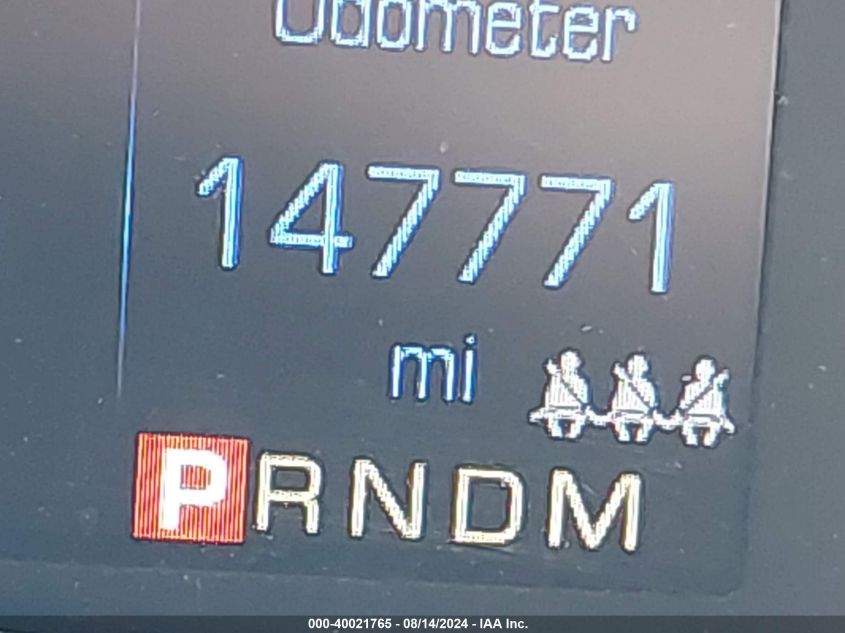 Odometer
147771
mi
PRNDM
000-40021765 - 08/14/2024 - IAA Inc.